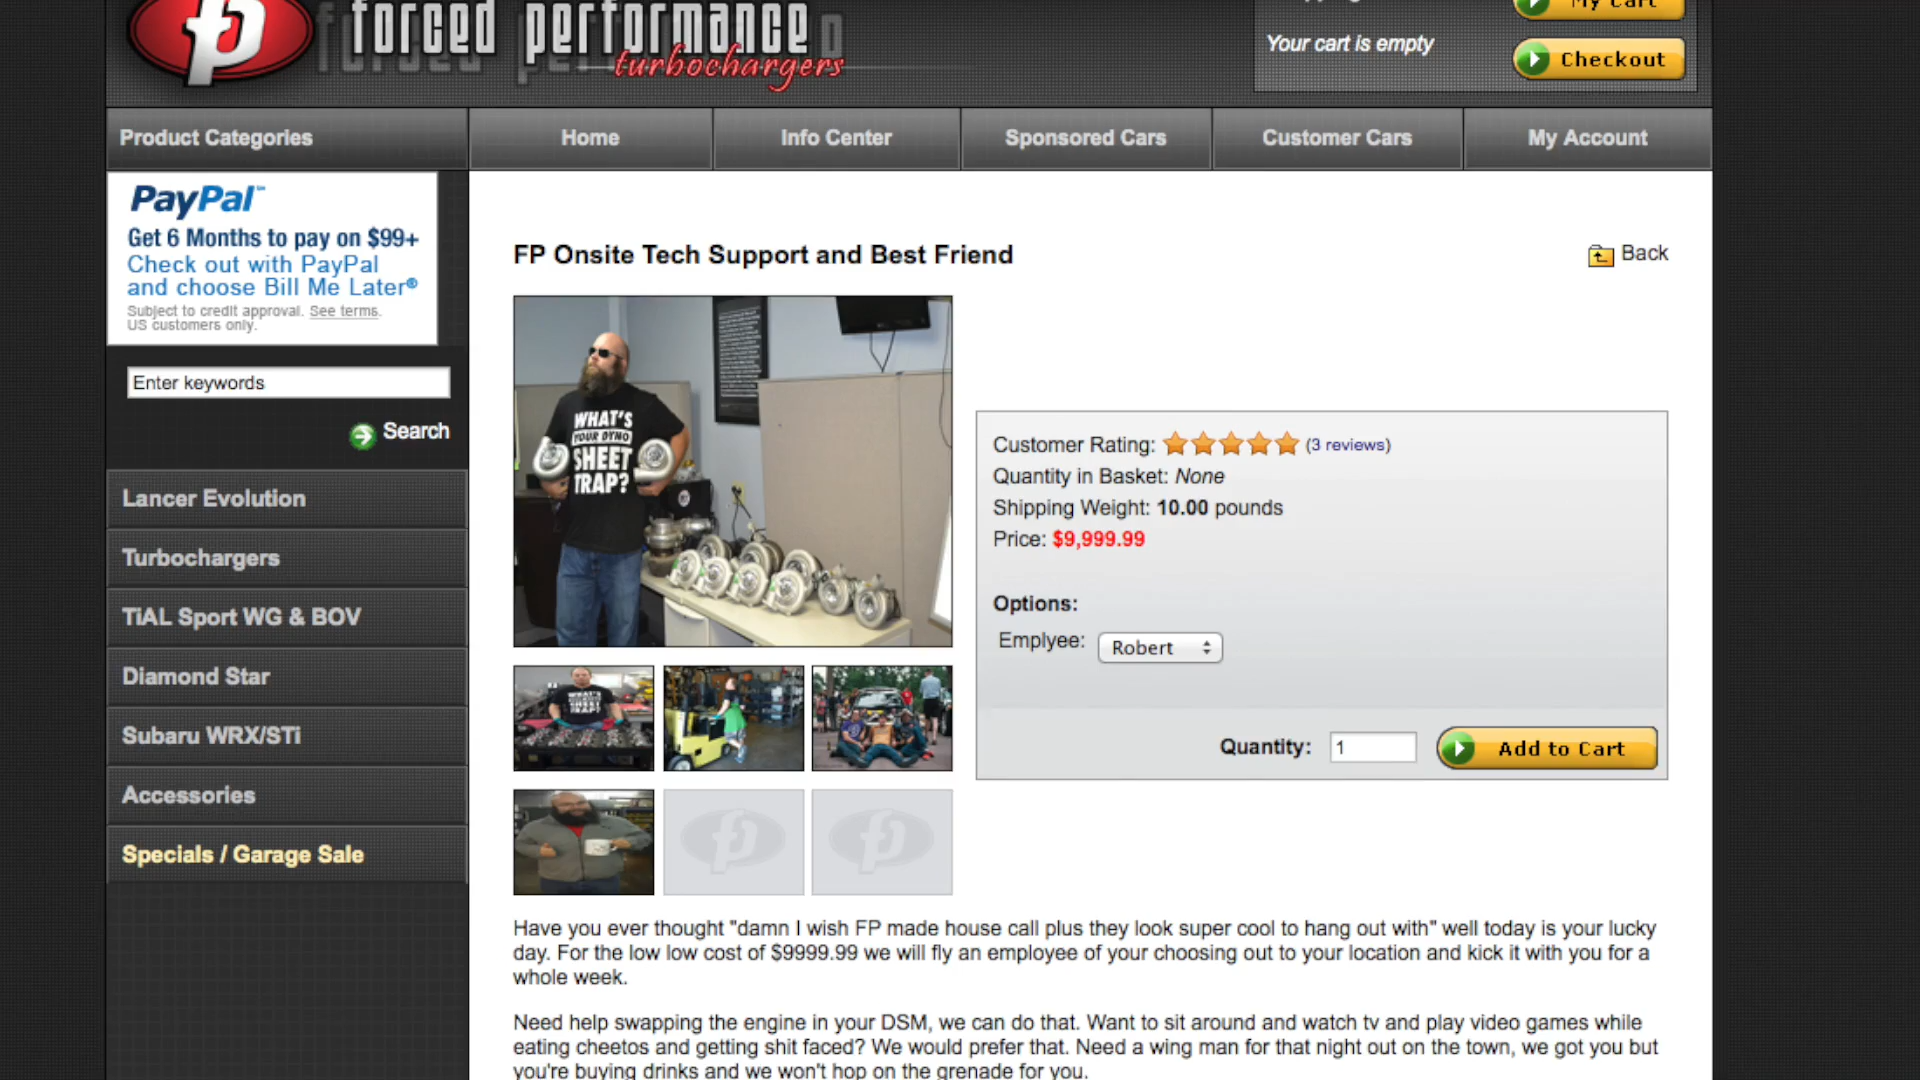 forced performance
turbochargers
Your cart is empty
My Cart
Checkout
Product Categories
Home
Info Center
Sponsored Cars
Customer Cars
My Account
PayPal
Get 6 Months to pay on $99+
Check out with PayPal
and choose Bill Me Later®
Subject to credit approval. See terms.
US customers only.
Enter keywords
Search
Lancer Evolution
Turbochargers
TiAL Sport WG & BOV
Diamond Star
Subaru WRX/STi
Accessories
Specials / Garage Sale
FP Onsite Tech Support and Best Friend
Back
WHAT'S
YOUR DYNO
SHEET
TRAP?
Customer Rating: (3 reviews)
Quantity in Basket: None
Shipping Weight: 10.00 pounds
Price: $9,999.99
Options:
Emplyee: Robert
Quantity: 1
Add to Cart
Have you ever thought "damn I wish FP made house call plus they look super cool to hang out with" well today is your lucky
day. For the low low cost of $9999.99 we will fly an employee of your choosing out to your location and kick it with you for a
whole week.
Need help swapping the engine in your DSM, we can do that. Want to sit around and watch tv and play video games while
eating cheetos and getting shit faced? We would prefer that. Need a wing man for that night out on the town, we got you but
you're buying drinks and we won't hop on the grenade for you.